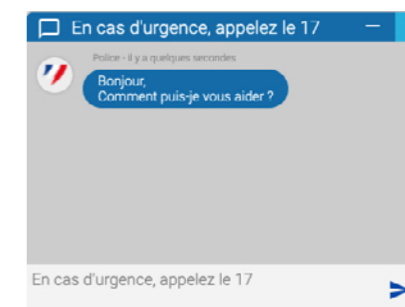 En cas d'urgence, appelez le 17
Police - il y a quelques secondes
Bonjour,
Comment puis-je vous aider ?
En cas d'urgence, appelez le 17